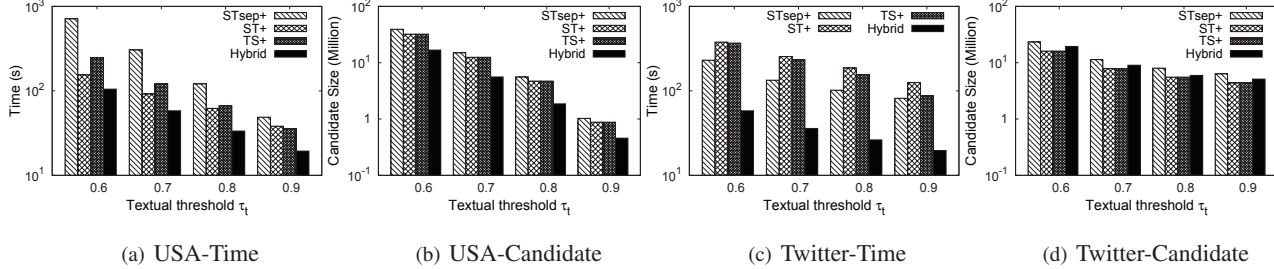 10³
10²
10¹
Time (s)
STsep+
ST+
TS+
Hybrid
0.6 0.7 0.8 0.9
Textual threshold τt
(a) USA-Time
10²
10¹
1
10⁻¹
Candidate Size (Million)
STsep+
ST+
TS+
Hybrid
0.6 0.7 0.8 0.9
Textual threshold τt
(b) USA-Candidate
10³
10²
10¹
Time (s)
STsep+ TS+
ST+ Hybrid
0.6 0.7 0.8 0.9
Textual threshold τt
(c) Twitter-Time
10²
10¹
1
10⁻¹
Candidate Size (Million)
STsep+
ST+
TS+
Hybrid
0.6 0.7 0.8 0.9
Textual threshold τt
(d) Twitter-Candidate